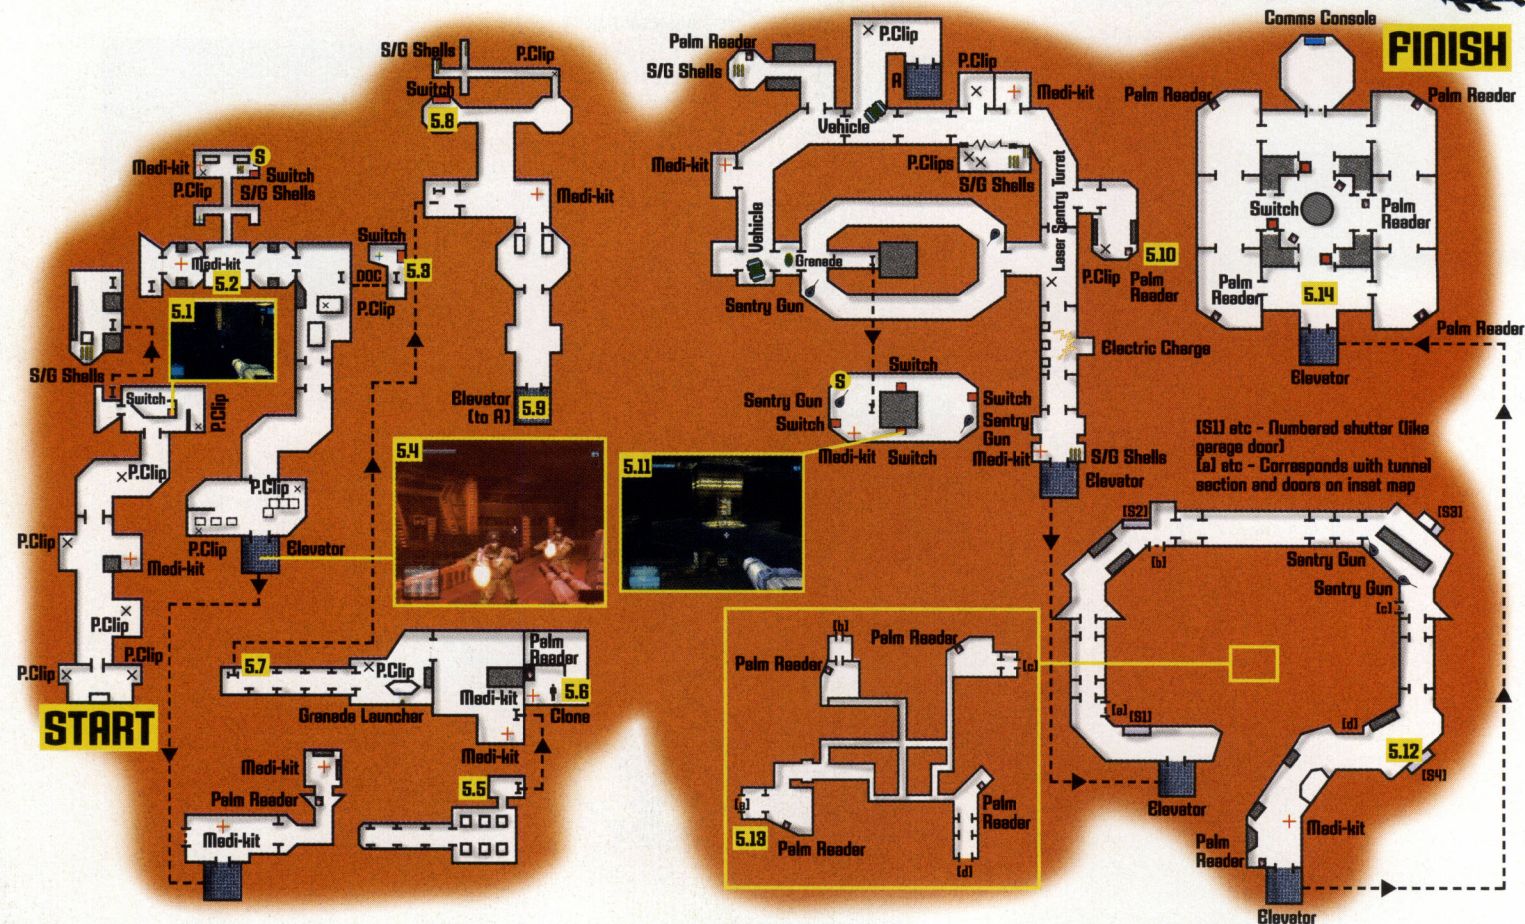 Comms Console
FINISH
S/G Shells
P.Clip
Switch
5.8
Palm Reader
S/G Shells
P.Clip
A
P.Clip
Medi-kit
Palm Reader
Palm Reader
Vehicle
Medi-kit
P.Clip
S
Switch
S/G Shells
Medi-kit
Medi-kit
P.Clips
S/G Shells
Laser Sentry Turret
Switch
Palm
Reader
Switch
5.3
DOC
P.Clip
Medi-kit
5.2
5.1
Vehicle
Grenade
Sentry Gun
5.10
P.Clip
Palm
Reader
Palm
Reader
5.14
Palm Reader
Elevator
S/G Shells
Switch
P.Clip
Elevator
(to A)
5.9
Electric Charge
Switch
S
Sentry Gun
Switch
Switch
Sentry
Gun
Medi-kit
Switch
Medi-kit
S/G Shells
Elevator
[S1] etc - Numbered shutter (like
garage door)
[a] etc - Corresponds with tunnel
section and doors on inset map
5.4
5.11
P.Clip
P.Clip
P.Clip
Elevator
P.Clip
Medi-kit
P.Clip
P.Clip
P.Clip
START
[S2]
[S3]
[b]
Sentry Gun
Sentry Gun
[c]
[a]
[S1]
[d]
5.12
[S4]
Elevator
Medi-kit
Palm
Reader
Elevator
5.7
P.Clip
Grenade Launcher
Palm
Reader
Medi-kit
5.6
Clone
Medi-kit
5.5
Medi-kit
Palm Reader
Medi-kit
[b]
Palm Reader
Palm Reader
[c]
[a]
5.13
Palm Reader
Palm
Reader
[d]